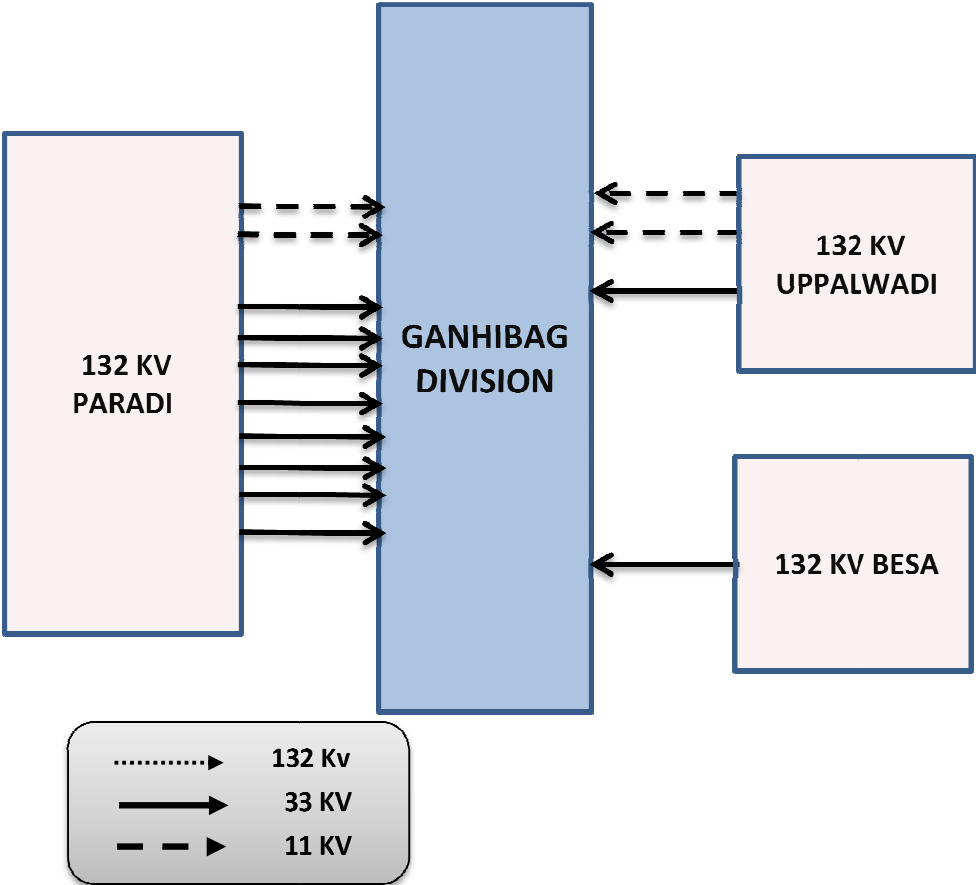 132 KV
PARADI
GANHIBAG
DIVISION
132 KV
UPPALWADI
132 KV BESA
132 Kv
33 KV
11 KV